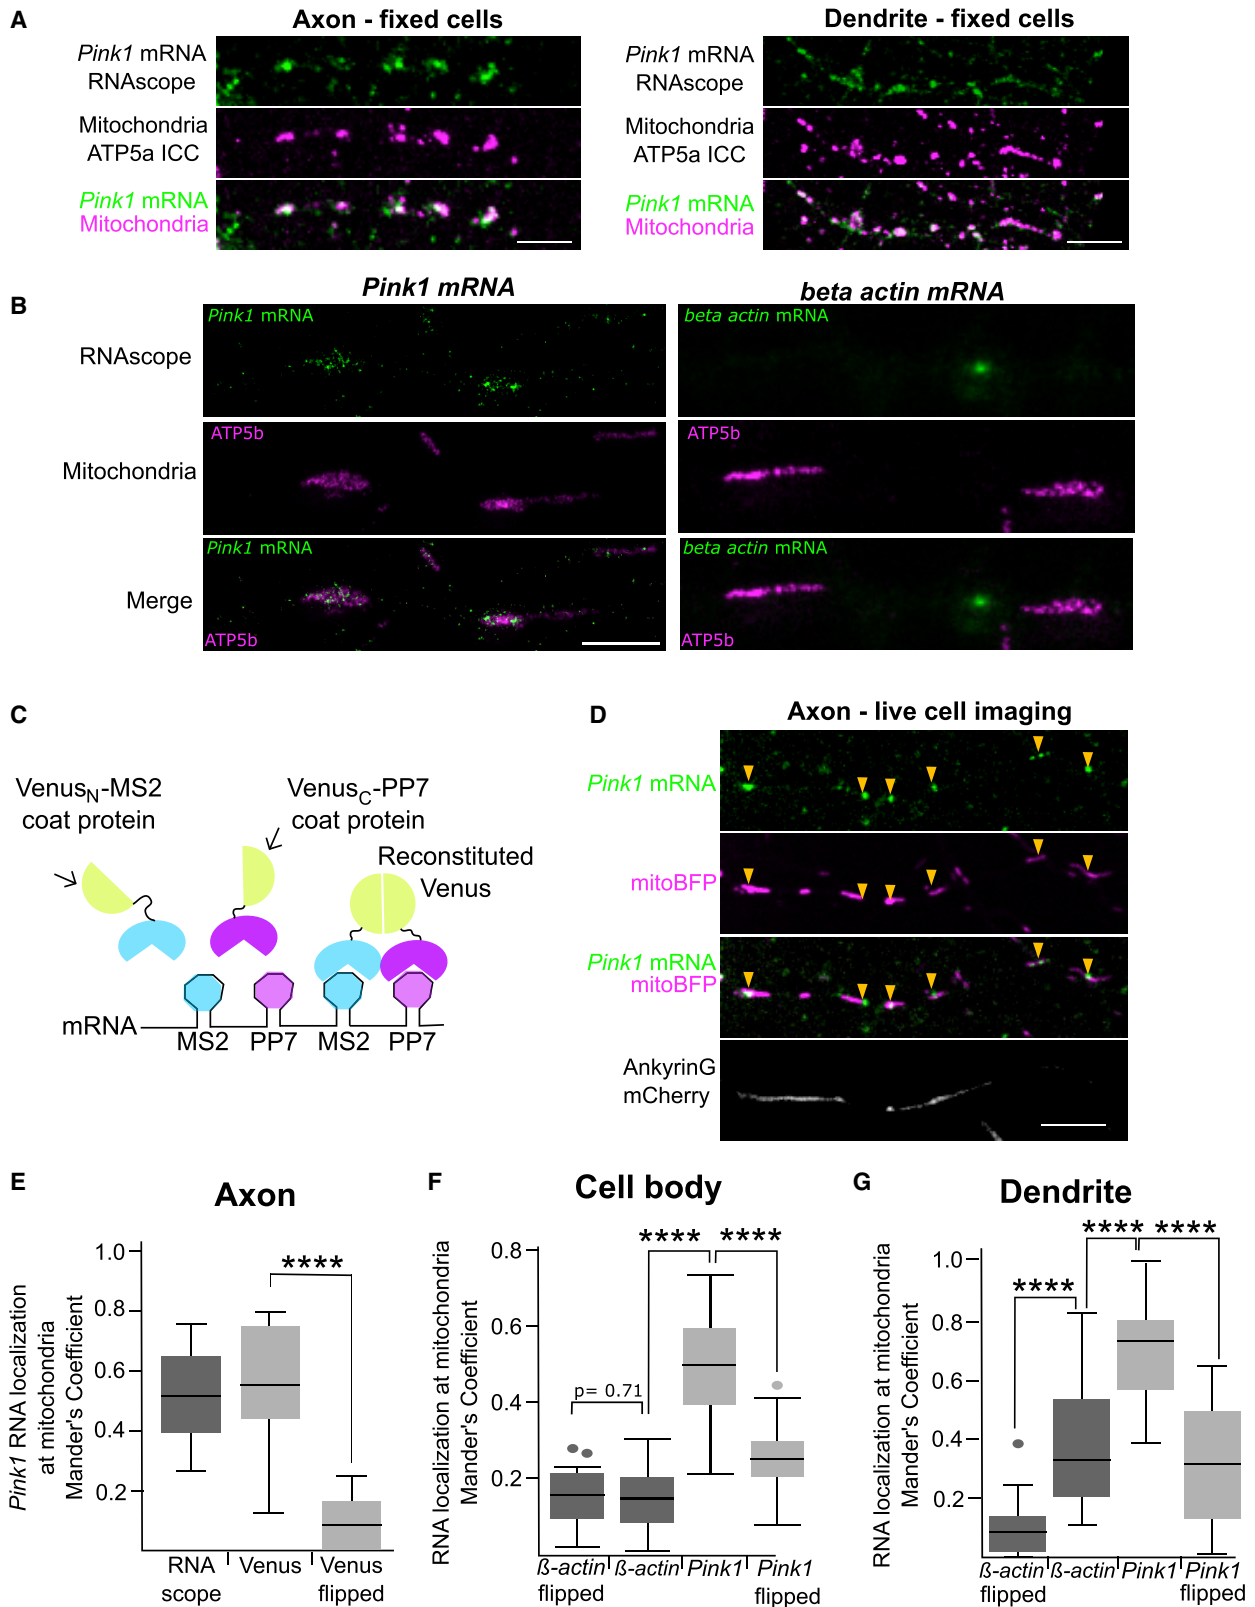 A
Axon - fixed cells
Dendrite - fixed cells
Pink1 mRNA
RNAscope
Mitochondria
ATP5a ICC
Pink1 mRNA
Mitochondria
Pink1 mRNA
RNAscope
Mitochondria
ATP5a ICC
Pink1 mRNA
Mitochondria
B
Pink1 mRNA
beta actin mRNA
RNAscope
Pink1 mRNA
beta actin mRNA
Mitochondria
ATP5b
ATP5b
Merge
Pink1 mRNA
ATP5b
beta actin mRNA
ATP5b
C
VenusN-MS2
coat protein
VenusC-PP7
coat protein
Reconstituted
Venus
mRNA
MS2 PP7 MS2 PP7
D
Axon - live cell imaging
Pink1 mRNA
mitoBFP
Pink1 mRNA
mitoBFP
AnkyrinG
mCherry
E
Axon
Pink1 RNA localization
at mitochondria
Mander's Coefficient
1.0
0.8
0.6
0.4
0.2
****
RNA
scope
Venus
Venus
flipped
F
Cell body
RNA localization at mitochondria
Mander's Coefficient
0.8
0.6
0.4
0.2
p= 0.71
**** ****
ß-actin
flipped
ß-actin
Pink1
Pink1
flipped
G
Dendrite
RNA localization at mitochondria
Mander's Coefficient
1.0
0.8
0.6
0.4
0.2
****
**** ****
ß-actin
flipped
ß-actin
Pink1
Pink1
flipped